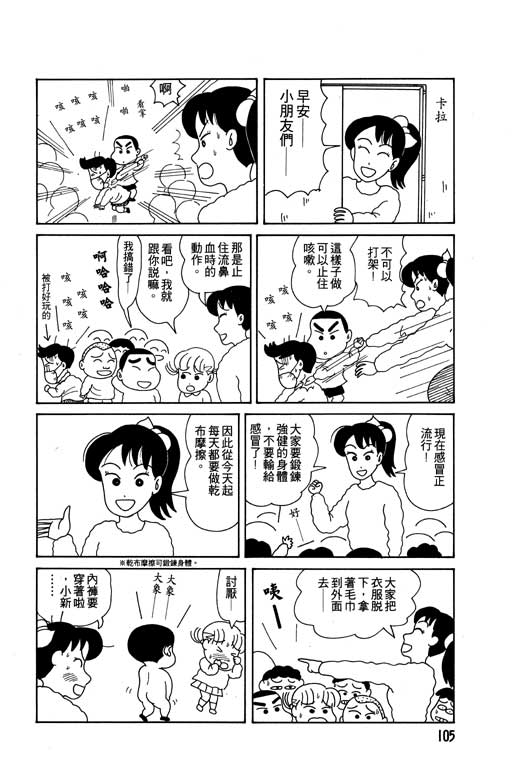 卡拉
早安──
小朋友們──
啊
看拿
啪
啪
咳
咳
咳
咳
咳
咳
不可以
打架！
這樣子做
可以止住
咳嗽。
咳
咳
咳
那是止
住流鼻
血時的
動作。
看吧，我就
跟你說嘛。
我搞錯了
啊哈哈哈
咳
咳
咳
咳
被打好玩的
現在感冒正
流行！
大家要鍛鍊
強健的身體
，不要輸給
感冒了！
好
因此從今天起
每天都要做乾
布摩擦。
※乾布摩擦可鍛鍊身體。
大家把
衣服脫
下，拿
著毛巾
到外面
去──
咦─
討厭──
大象
大象
內褲要
穿著啦
，小新
……
105